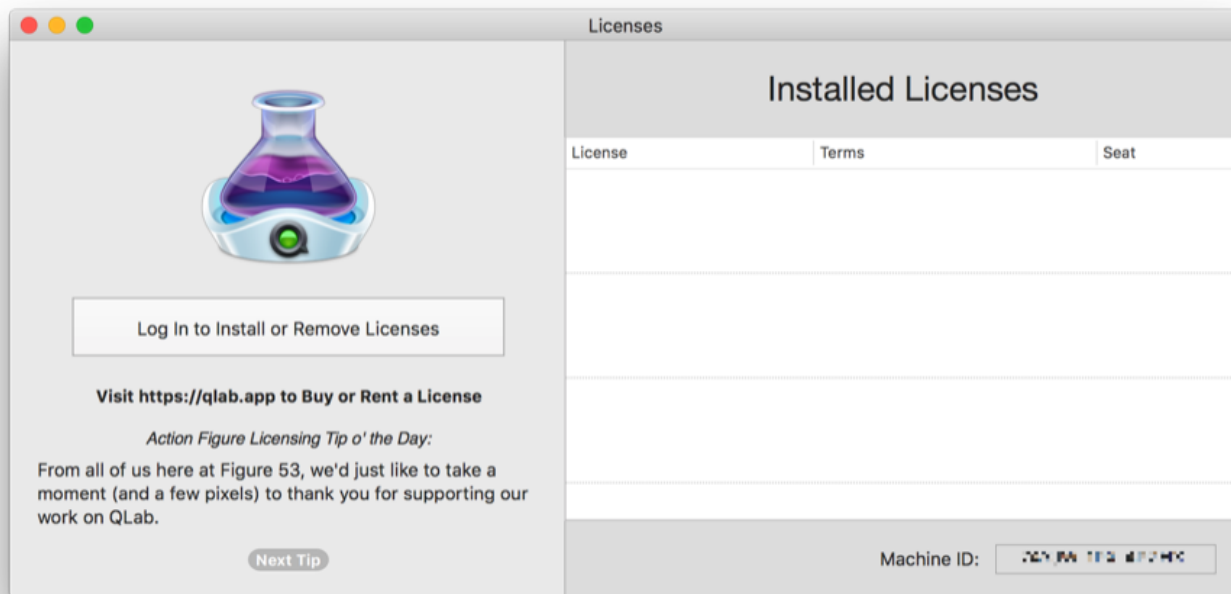 Licenses
Log In to Install or Remove Licenses
Visit https://qlab.app to Buy or Rent a License
Action Figure Licensing Tip o' the Day:
From all of us here at Figure 53, we'd just like to take a
moment (and a few pixels) to thank you for supporting our
work on QLab.
Next Tip
Installed Licenses
License Terms Seat
Machine ID: